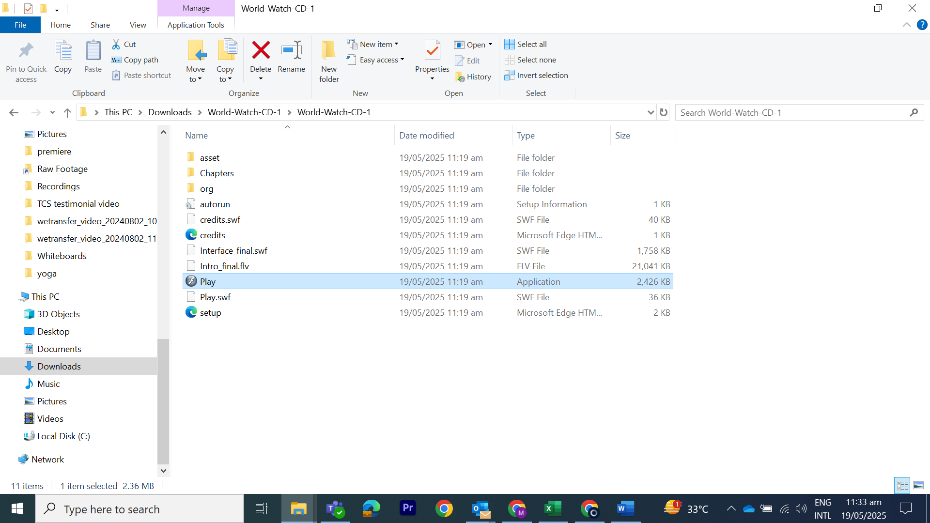 Manage
World-Watch-CD-1
File
Home
Share
View
Application Tools
Pin to Quick access
Copy
Paste
Cut
Copy path
Paste shortcut
Clipboard
Move to
Copy to
Delete
Rename
Organize
New folder
New item
Easy access
New
Properties
Open
Edit
History
Open
Select all
Select none
Invert selection
Select
This PC > Downloads > World-Watch-CD-1 > World-Watch-CD-1
Search World-Watch-CD-1
Pictures
premiere
Raw Footage
Recordings
TCS testimonial video
wetransfer_video_20240802_10
wetransfer_video_20240802_11
Whiteboards
yoga
This PC
3D Objects
Desktop
Documents
Downloads
Music
Pictures
Videos
Local Disk (C:)
Network
Name Date modified Type Size
asset 19/05/2025 11:19 am File folder
Chapters 19/05/2025 11:19 am File folder
org 19/05/2025 11:19 am File folder
autorun 19/05/2025 11:19 am Setup Information 1 KB
credits.swf 19/05/2025 11:19 am SWF File 40 KB
credits 19/05/2025 11:19 am Microsoft Edge HTM... 1 KB
Interface_final.swf 19/05/2025 11:19 am SWF File 1,758 KB
Intro_final.flv 19/05/2025 11:19 am FLV File 21,041 KB
Play 19/05/2025 11:19 am Application 2,426 KB
Play.swf 19/05/2025 11:19 am SWF File 36 KB
setup 19/05/2025 11:19 am Microsoft Edge HTM... 2 KB
11 items 1 item selected 2.36 MB
Type here to search
Pr
33°C
ENG
INTL
11:33 am
19/05/2025